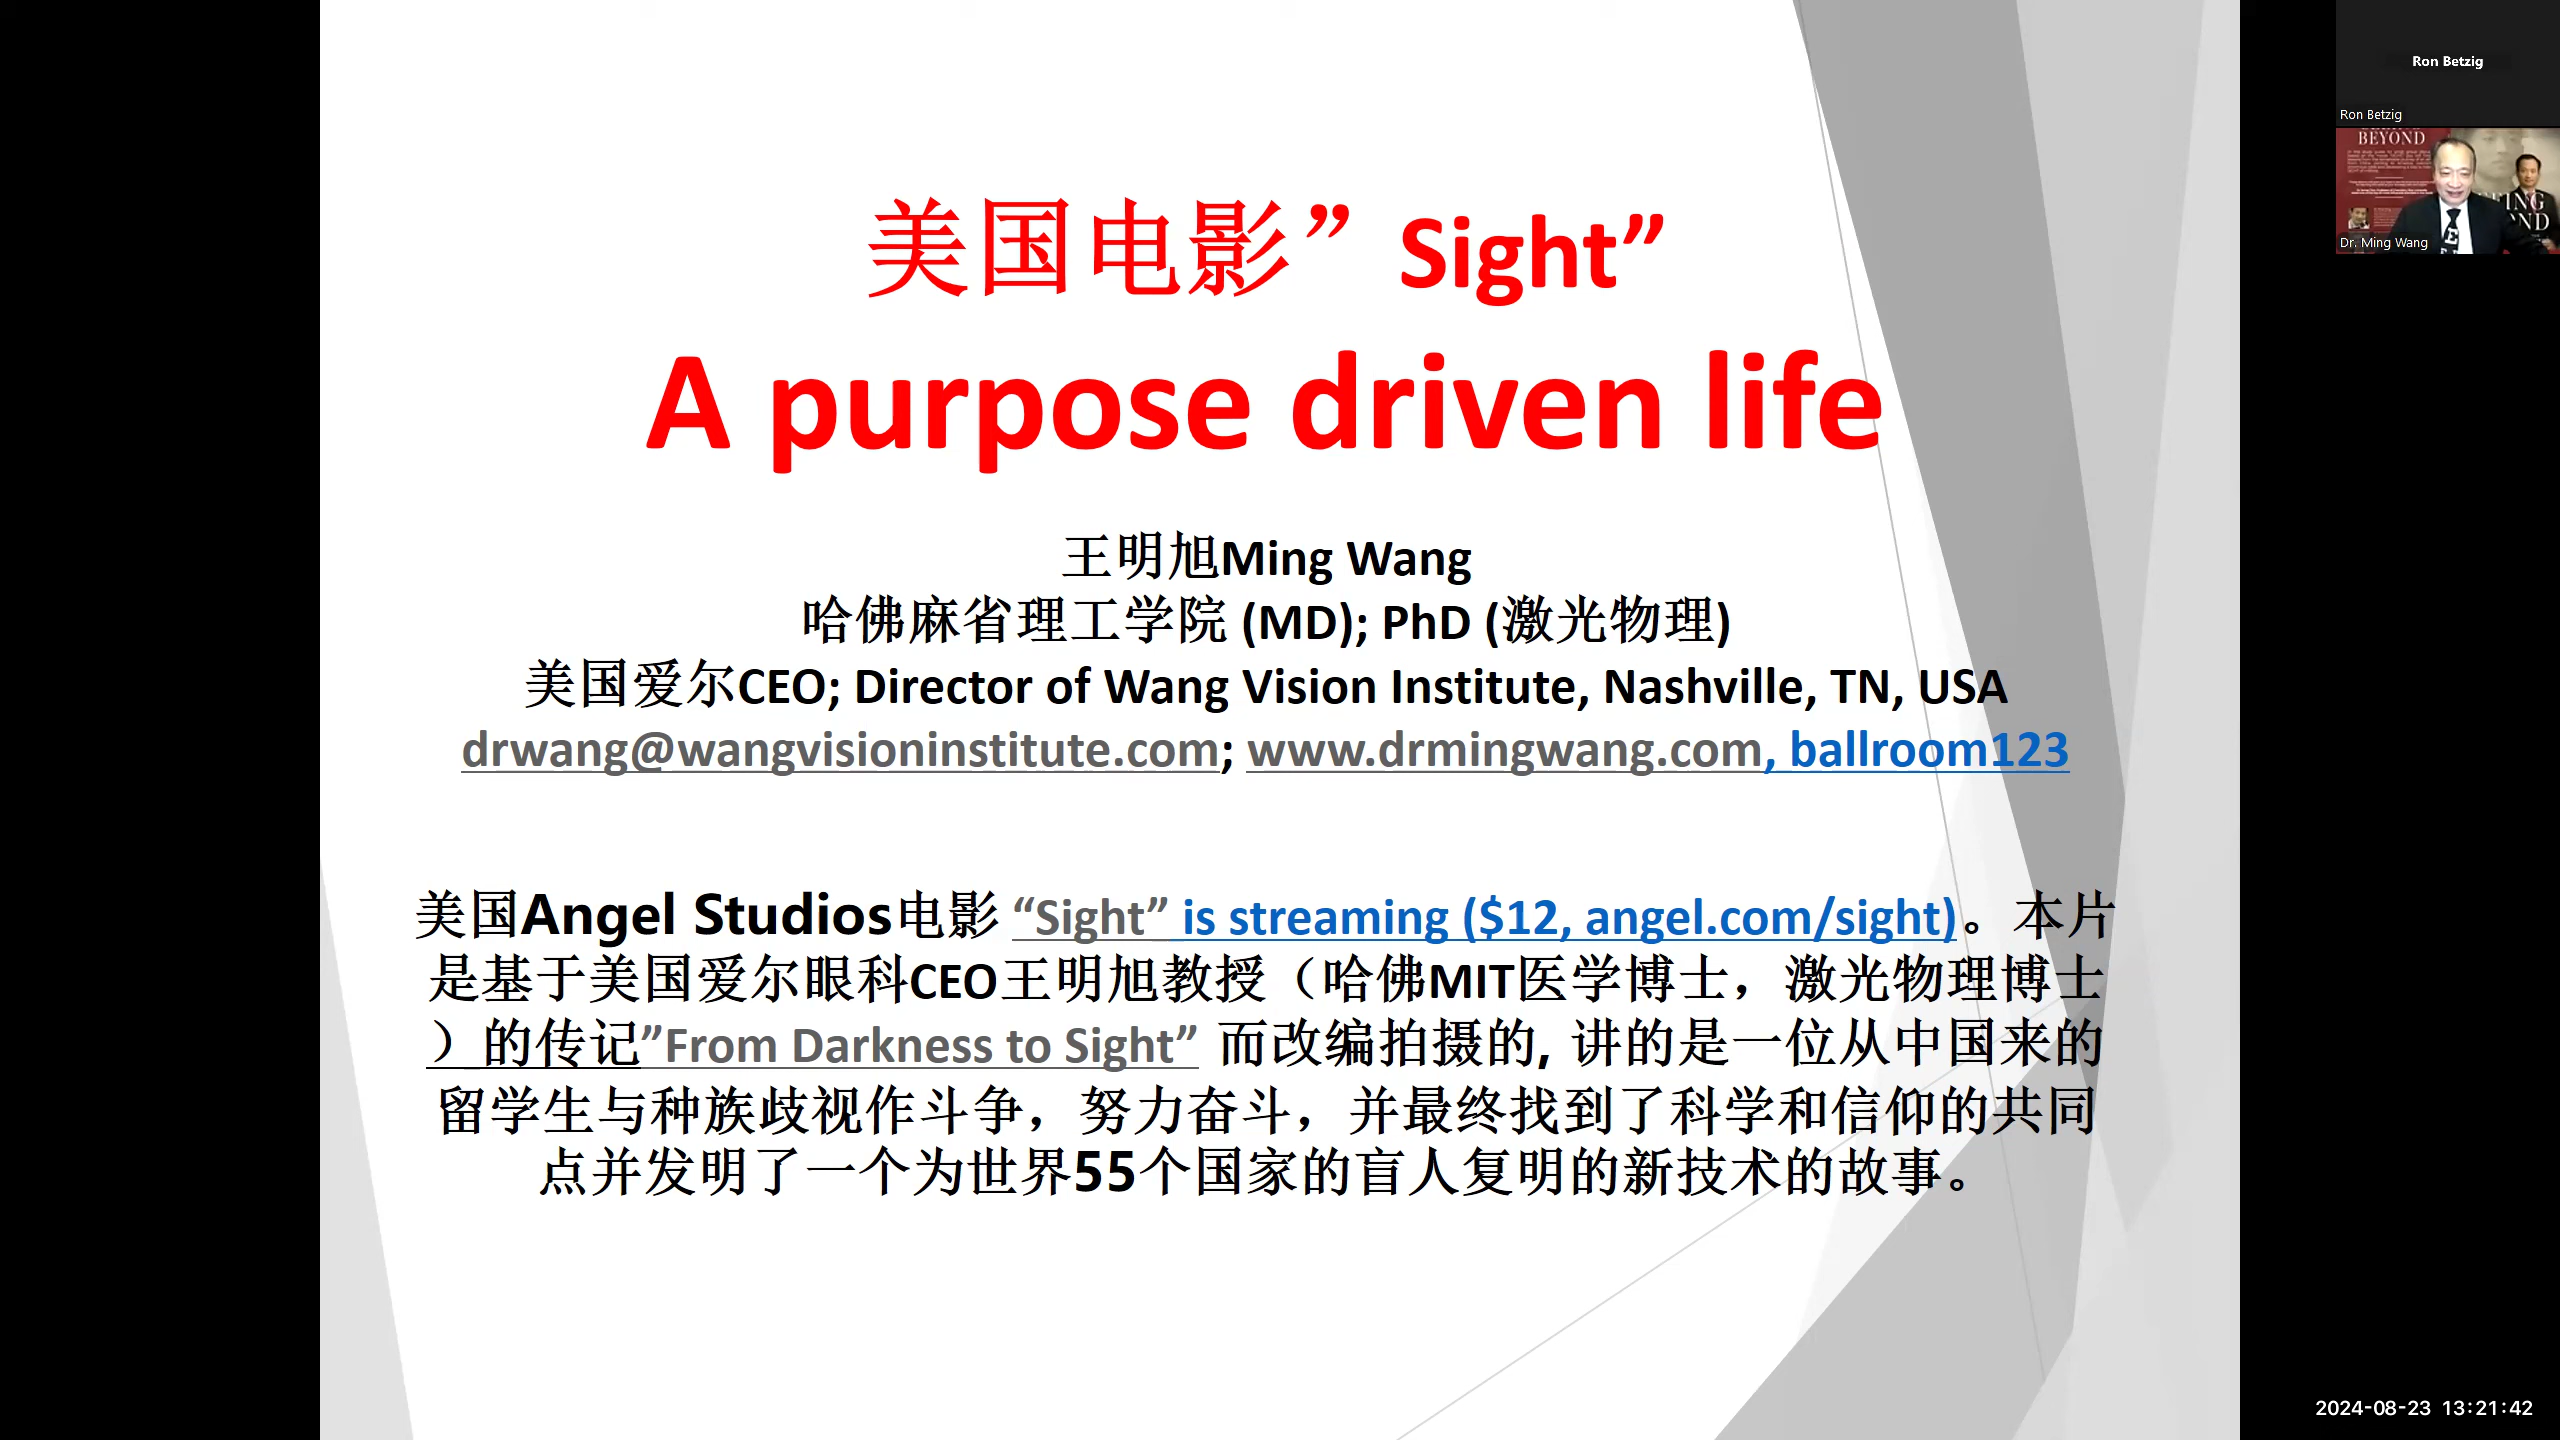 美国电影”Sight”
A purpose driven life
王明旭Ming Wang
哈佛麻省理工学院 (MD); PhD (激光物理)
美国爱尔CEO; Director of Wang Vision Institute, Nashville, TN, USA
drwang@wangvisioninstitute.com; www.drmingwang.com, ballroom123
美国Angel Studios电影 “Sight” is streaming ($12, angel.com/sight)。本片
是基于美国爱尔眼科CEO王明旭教授（哈佛MIT医学博士，激光物理博士
）的传记”From Darkness to Sight” 而改编拍摄的, 讲的是一位从中国来的
留学生与种族歧视作斗争，努力奋斗，并最终找到了科学和信仰的共同
点并发明了一个为世界55个国家的盲人复明的新技术的故事。
Ron Betzig
Ron Betzig
BEYOND
Dr. Ming Wang
2024-08-23 13:21:42